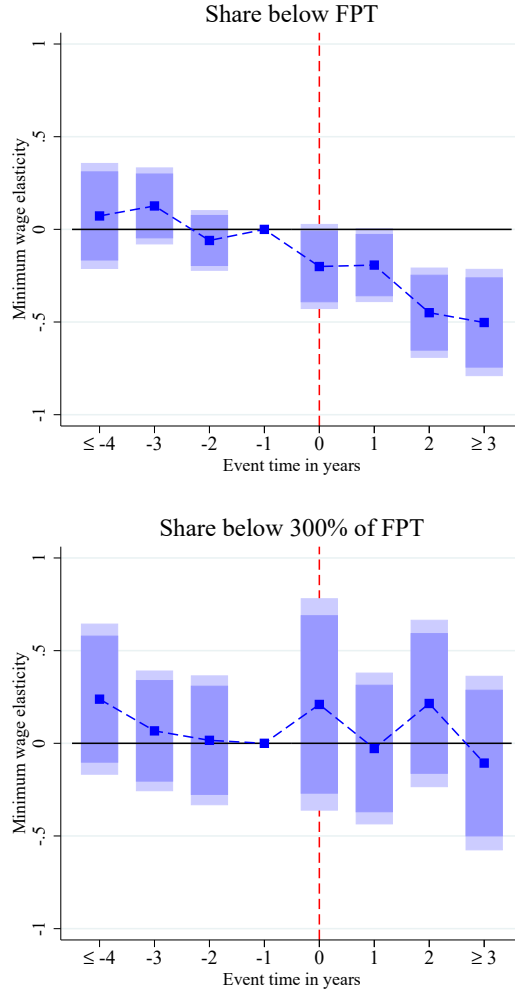 Share below FPT
Minimum wage elasticity
1
.5
0
-.5
-1
≤ -4 -3 -2 -1 0 1 2 ≥ 3
Event time in years
Share below 300% of FPT
Minimum wage elasticity
1
.5
0
-.5
-1
≤ -4 -3 -2 -1 0 1 2 ≥ 3
Event time in years